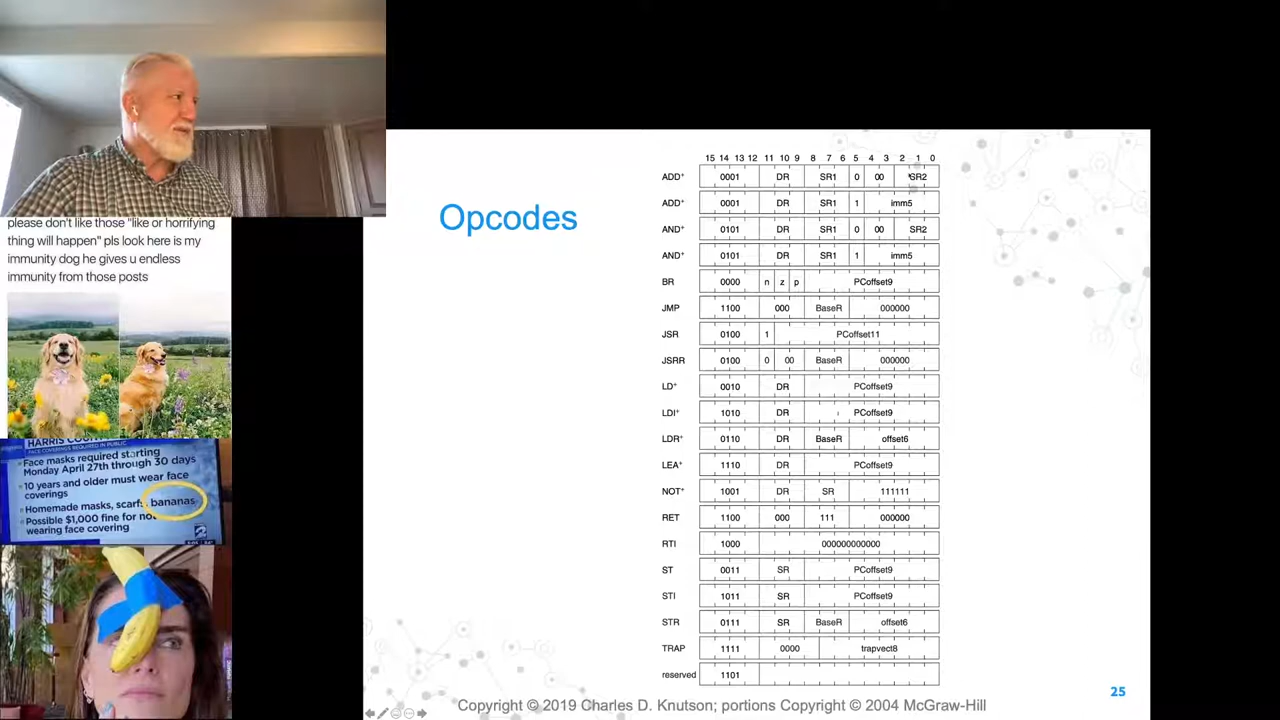 please don't like those "like or horrifying
thing will happen" pls look here is my
immunity dog he gives u endless
immunity from those posts
HARRIS COUNTY
FACE COVERINGS REQUIRED IN PUBLIC
Face masks required starting
Monday April 27th through 30 days
10 years and older must wear face
coverings
Homemade masks, scarfs, bananas
Possible $1,000 fine for not
wearing face covering
2
Opcodes
15 14 13 12 11 10 9 8 7 6 5 4 3 2 1 0
ADD+ 0001 DR SR1 0 00 SR2
ADD+ 0001 DR SR1 1 imm5
AND+ 0101 DR SR1 0 00 SR2
AND+ 0101 DR SR1 1 imm5
BR 0000 n z p PCoffset9
JMP 1100 000 BaseR 000000
JSR 0100 1 PCoffset11
JSRR 0100 0 00 BaseR 000000
LD+ 0010 DR PCoffset9
LDI+ 1010 DR PCoffset9
LDR+ 0110 DR BaseR offset6
LEA+ 1110 DR PCoffset9
NOT+ 1001 DR SR 111111
RET 1100 000 111 000000
RTI 1000 000000000000
ST 0011 SR PCoffset9
STI 1011 SR PCoffset9
STR 0111 SR BaseR offset6
TRAP 1111 0000 trapvect8
reserved 1101
25
Copyright © 2019 Charles D. Knutson; portions Copyright © 2004 McGraw-Hill